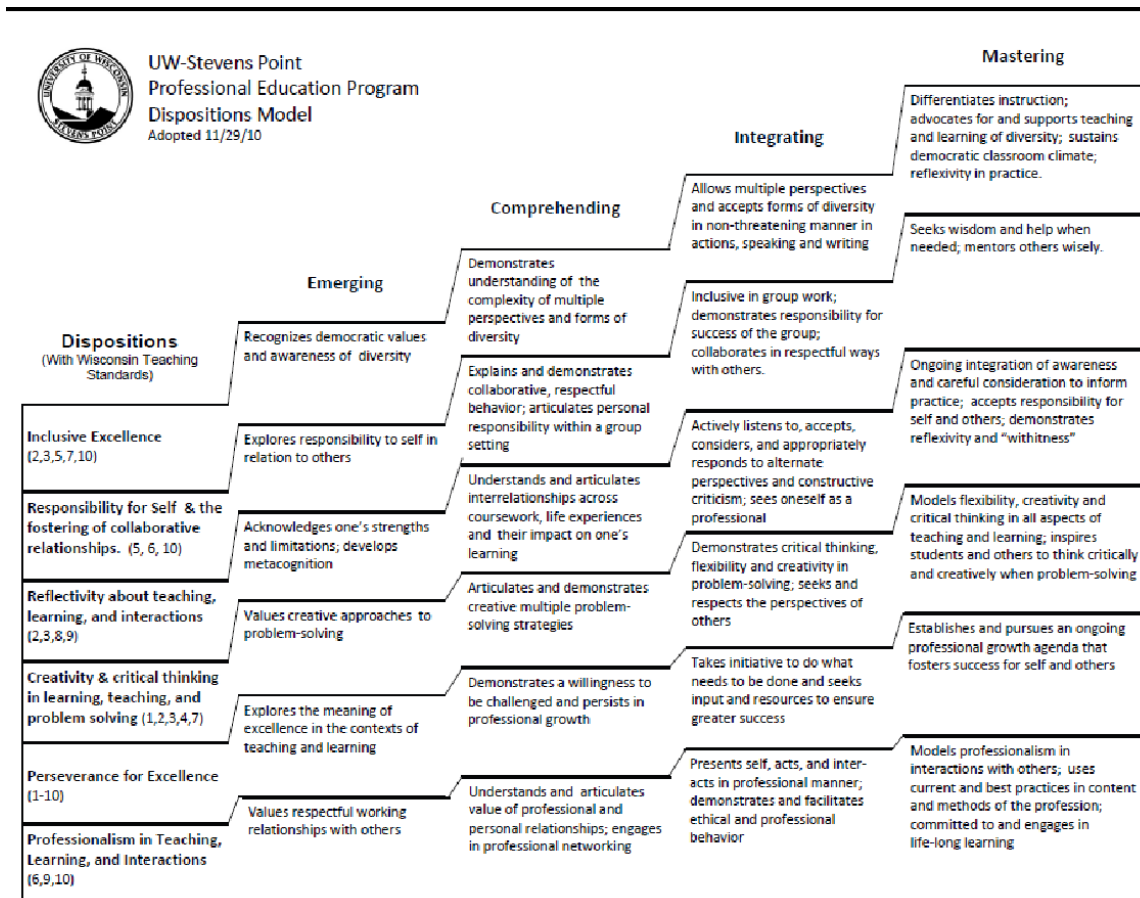 UNIVERSITY OF WISCONSIN
STEVENS POINT
UW-Stevens Point
Professional Education Program
Dispositions Model
Adopted 11/29/10
Mastering
Differentiates instruction;
advocates for and supports teaching
and learning of diversity; sustains
democratic classroom climate;
reflexivity in practice.
Integrating
Allows multiple perspectives
and accepts forms of diversity
in non-threatening manner in
actions, speaking and writing
Comprehending
Seeks wisdom and help when
needed; mentors others wisely.
Demonstrates
understanding of the
complexity of multiple
perspectives and forms of
diversity
Emerging
Inclusive in group work;
demonstrates responsibility for
success of the group;
collaborates in respectful ways
with others.
Recognizes democratic values
and awareness of diversity
Dispositions
(With Wisconsin Teaching
Standards)
Explains and demonstrates
collaborative, respectful
behavior; articulates personal
responsibility within a group
setting
Ongoing integration of awareness
and careful consideration to inform
practice; accepts responsibility for
self and others; demonstrates
reflexivity and “withitness”
Inclusive Excellence
(2,3,5,7,10)
Explores responsibility to self in
relation to others
Actively listens to, accepts,
considers, and appropriately
responds to alternate
perspectives and constructive
criticism; sees oneself as a
professional
Understands and articulates
interrelationships across
coursework, life experiences
and their impact on one’s
learning
Models flexibility, creativity and
critical thinking in all aspects of
teaching and learning; inspires
students and others to think critically
and creatively when problem-solving
Responsibility for Self & the
fostering of collaborative
relationships. (5, 6, 10)
Acknowledges one’s strengths
and limitations; develops
metacognition
Demonstrates critical thinking,
flexibility and creativity in
problem-solving; seeks and
respects the perspectives of
others
Articulates and demonstrates
creative multiple problem-
solving strategies
Reflectivity about teaching,
learning, and interactions
(2,3,8,9)
Values creative approaches to
problem-solving
Establishes and pursues an ongoing
professional growth agenda that
fosters success for self and others
Takes initiative to do what
needs to be done and seeks
input and resources to ensure
greater success
Creativity & critical thinking
in learning, teaching, and
problem solving (1,2,3,4,7)
Demonstrates a willingness to
be challenged and persists in
professional growth
Explores the meaning of
excellence in the contexts of
teaching and learning
Models professionalism in
interactions with others; uses
current and best practices in content
and methods of the profession;
committed to and engages in
life-long learning
Presents self, acts, and inter-
acts in professional manner;
demonstrates and facilitates
ethical and professional
behavior
Perseverance for Excellence
(1-10)
Understands and articulates
value of professional and
personal relationships; engages
in professional networking
Values respectful working
relationships with others
Professionalism in Teaching,
Learning, and Interactions
(6,9,10)